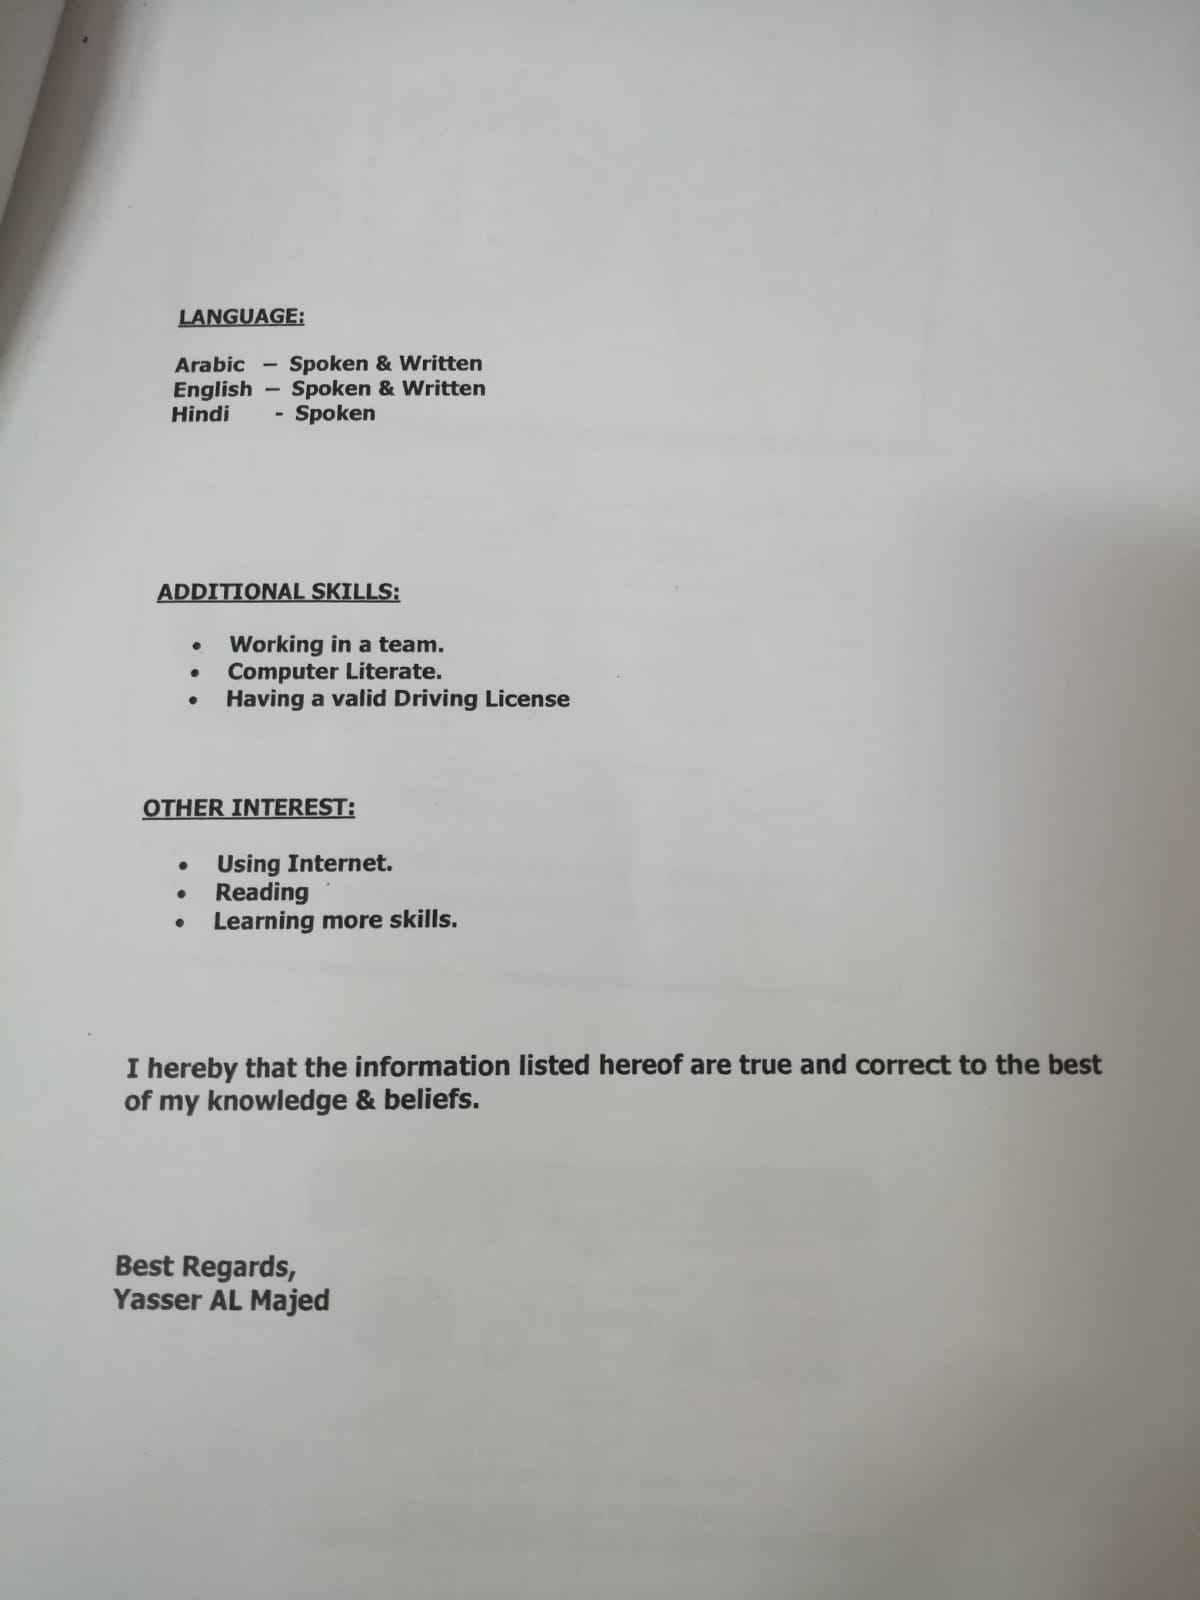 LANGUAGE:
Arabic – Spoken & Written
English – Spoken & Written
Hindi - Spoken
ADDITIONAL SKILLS:
• Working in a team.
• Computer Literate.
• Having a valid Driving License
OTHER INTEREST:
• Using Internet.
• Reading
• Learning more skills.
I hereby that the information listed hereof are true and correct to the best
of my knowledge & beliefs.
Best Regards,
Yasser AL Majed